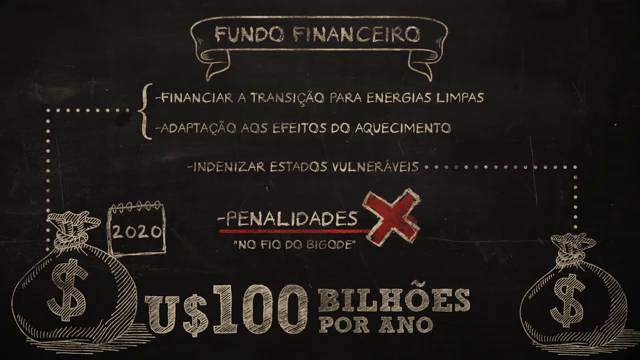 FUNDO FINANCEIRO
-FINANCIAR A TRANSIÇÃO PARA ENERGIAS LIMPAS
-ADAPTAÇÃO AOS EFEITOS DO AQUECIMENTO
-INDENIZAR ESTADOS VULNERÁVEIS
-PENALIDADES
"NO FIO DO BIGODE"
2020
$
U$100 BILHÕES
POR ANO
$